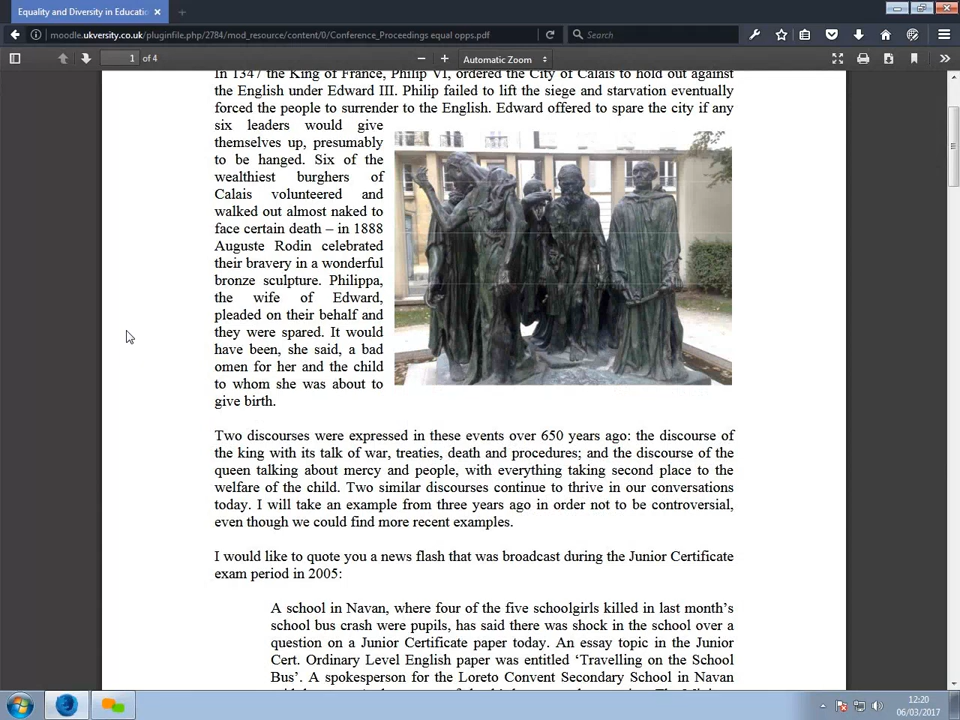 Equality and Diversity in Educati
moodle.ukversity.co.uk/pluginfile.php/2784/mod_resource/content/0/Conference_Proceedings equal opps.pdf
Search
1 of 4
Automatic Zoom
In 1347 the King of France, Philip VI, ordered the City of Calais to hold out against
the English under Edward III. Philip failed to lift the siege and starvation eventually
forced the people to surrender to the English. Edward offered to spare the city if any
six leaders would give
themselves up, presumably
to be hanged. Six of the
wealthiest burghers of
Calais volunteered and
walked out almost naked to
face certain death – in 1888
Auguste Rodin celebrated
their bravery in a wonderful
bronze sculpture. Philippa,
the wife of Edward,
pleaded on their behalf and
they were spared. It would
have been, she said, a bad
omen for her and the child
to whom she was about to
give birth.
Two discourses were expressed in these events over 650 years ago: the discourse of
the king with its talk of war, treaties, death and procedures; and the discourse of the
queen talking about mercy and people, with everything taking second place to the
welfare of the child. Two similar discourses continue to thrive in our conversations
today. I will take an example from three years ago in order not to be controversial,
even though we could find more recent examples.
I would like to quote you a news flash that was broadcast during the Junior Certificate
exam period in 2005:
A school in Navan, where four of the five schoolgirls killed in last month's
school bus crash were pupils, has said there was shock in the school over a
question on a Junior Certificate paper today. An essay topic in the Junior
Cert. Ordinary Level English paper was entitled ‘Travelling on the School
Bus’. A spokesperson for the Loreto Convent Secondary School in Navan
12:20
06/03/2017